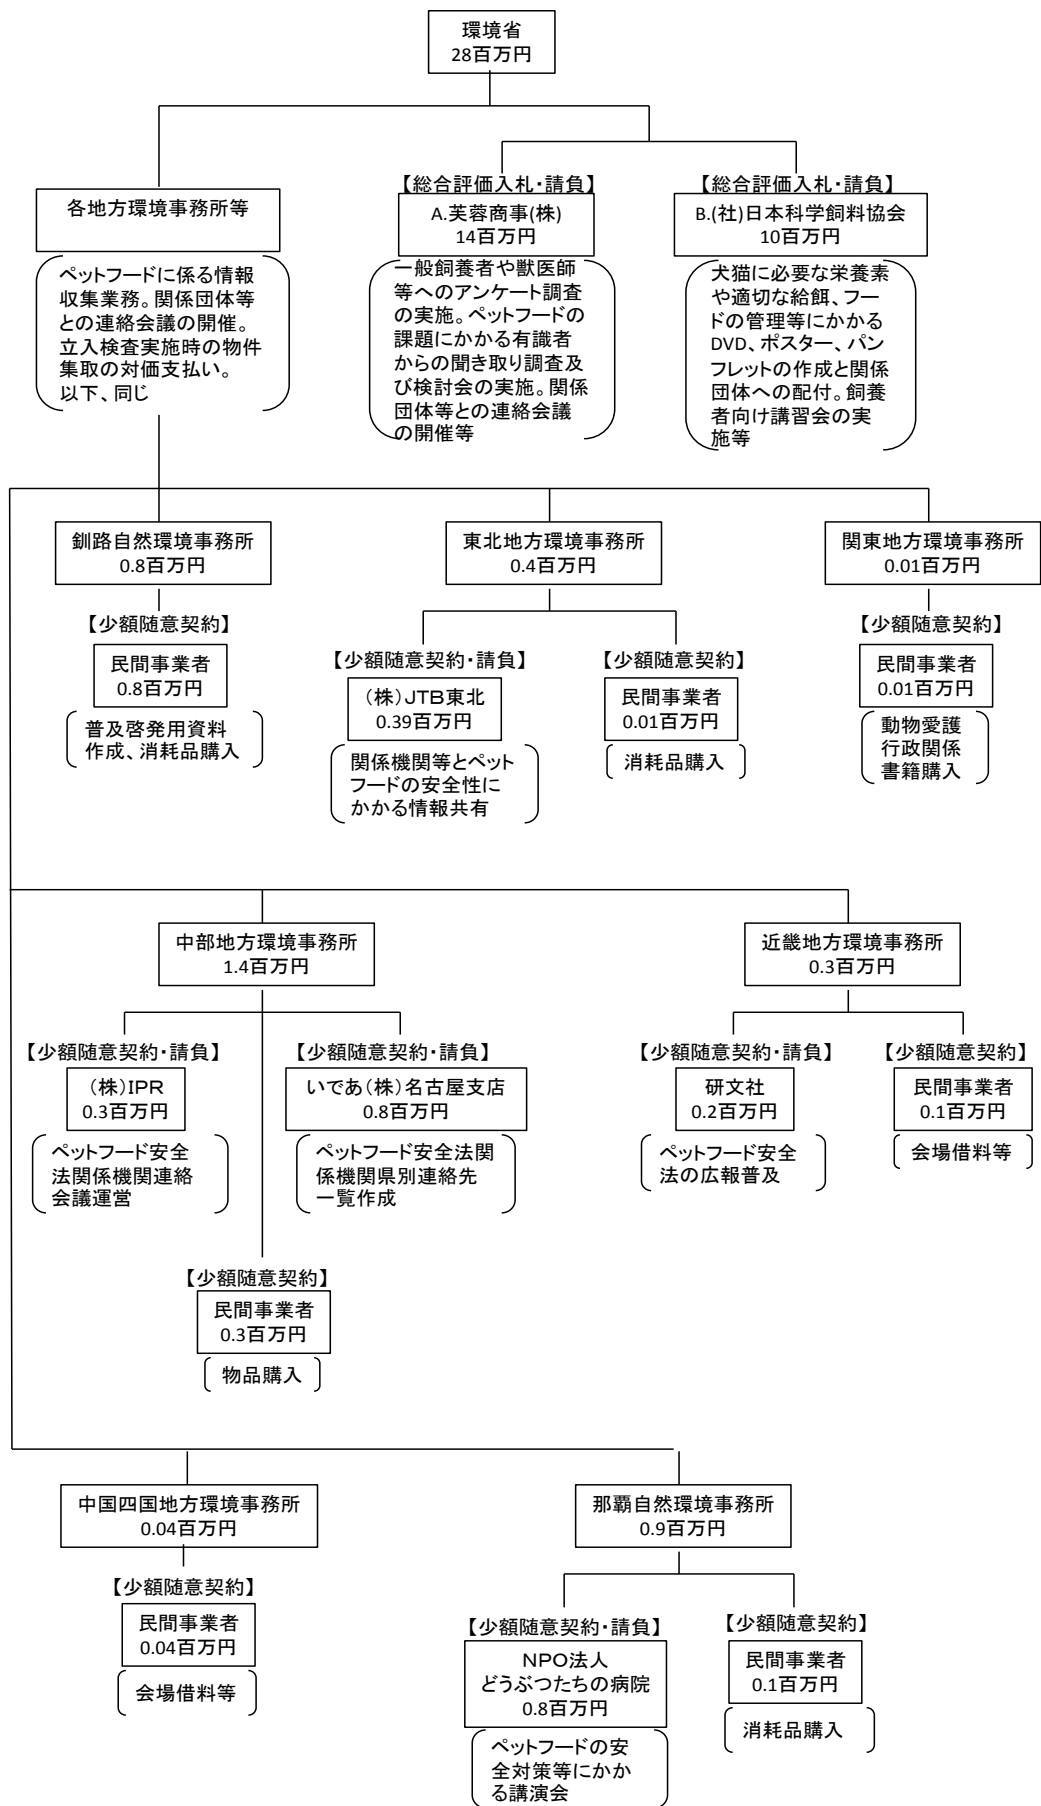 環境省
28百万円
各地方環境事務所等
ペットフードに係る情報
収集業務。関係団体等
との連絡会議の開催。
立入検査実施時の物件
集取の対価支払い。
以下、同じ
【総合評価入札・請負】
A.芙蓉商事(株)
14百万円
一般飼養者や獣医師
等へのアンケート調査
の実施。ペットフードの
課題にかかる有識者
からの聞き取り調査及
び検討会の実施。関係
団体等との連絡会議
の開催等
【総合評価入札・請負】
B.(社)日本科学飼料協会
10百万円
犬猫に必要な栄養素
や適切な給餌、フー
ドの管理等にかかる
DVD、ポスター、パン
フレットの作成と関係
団体への配付。飼養
者向け講習会の実
施等
釧路自然環境事務所
0.8百万円
【少額随意契約】
民間事業者
0.8百万円
普及啓発用資料
作成、消耗品購入
東北地方環境事務所
0.4百万円
【少額随意契約・請負】
(株)JTB東北
0.39百万円
関係機関等とペット
フードの安全性に
かかる情報共有
【少額随意契約】
民間事業者
0.01百万円
消耗品購入
関東地方環境事務所
0.01百万円
【少額随意契約】
民間事業者
0.01百万円
動物愛護
行政関係
書籍購入
中部地方環境事務所
1.4百万円
【少額随意契約・請負】
(株)IPR
0.3百万円
ペットフード安全
法関係機関連絡
会議運営
【少額随意契約・請負】
いであ(株)名古屋支店
0.8百万円
ペットフード安全法関
係機関県別連絡先
一覧作成
【少額随意契約】
民間事業者
0.3百万円
物品購入
近畿地方環境事務所
0.3百万円
【少額随意契約・請負】
研文社
0.2百万円
ペットフード安全
法の広報普及
【少額随意契約】
民間事業者
0.1百万円
会場借料等
中国四国地方環境事務所
0.04百万円
【少額随意契約】
民間事業者
0.04百万円
会場借料等
那覇自然環境事務所
0.9百万円
【少額随意契約・請負】
NPO法人
どうぶつたちの病院
0.8百万円
ペットフードの安
全対策等にかか
る講演会
【少額随意契約】
民間事業者
0.1百万円
消耗品購入